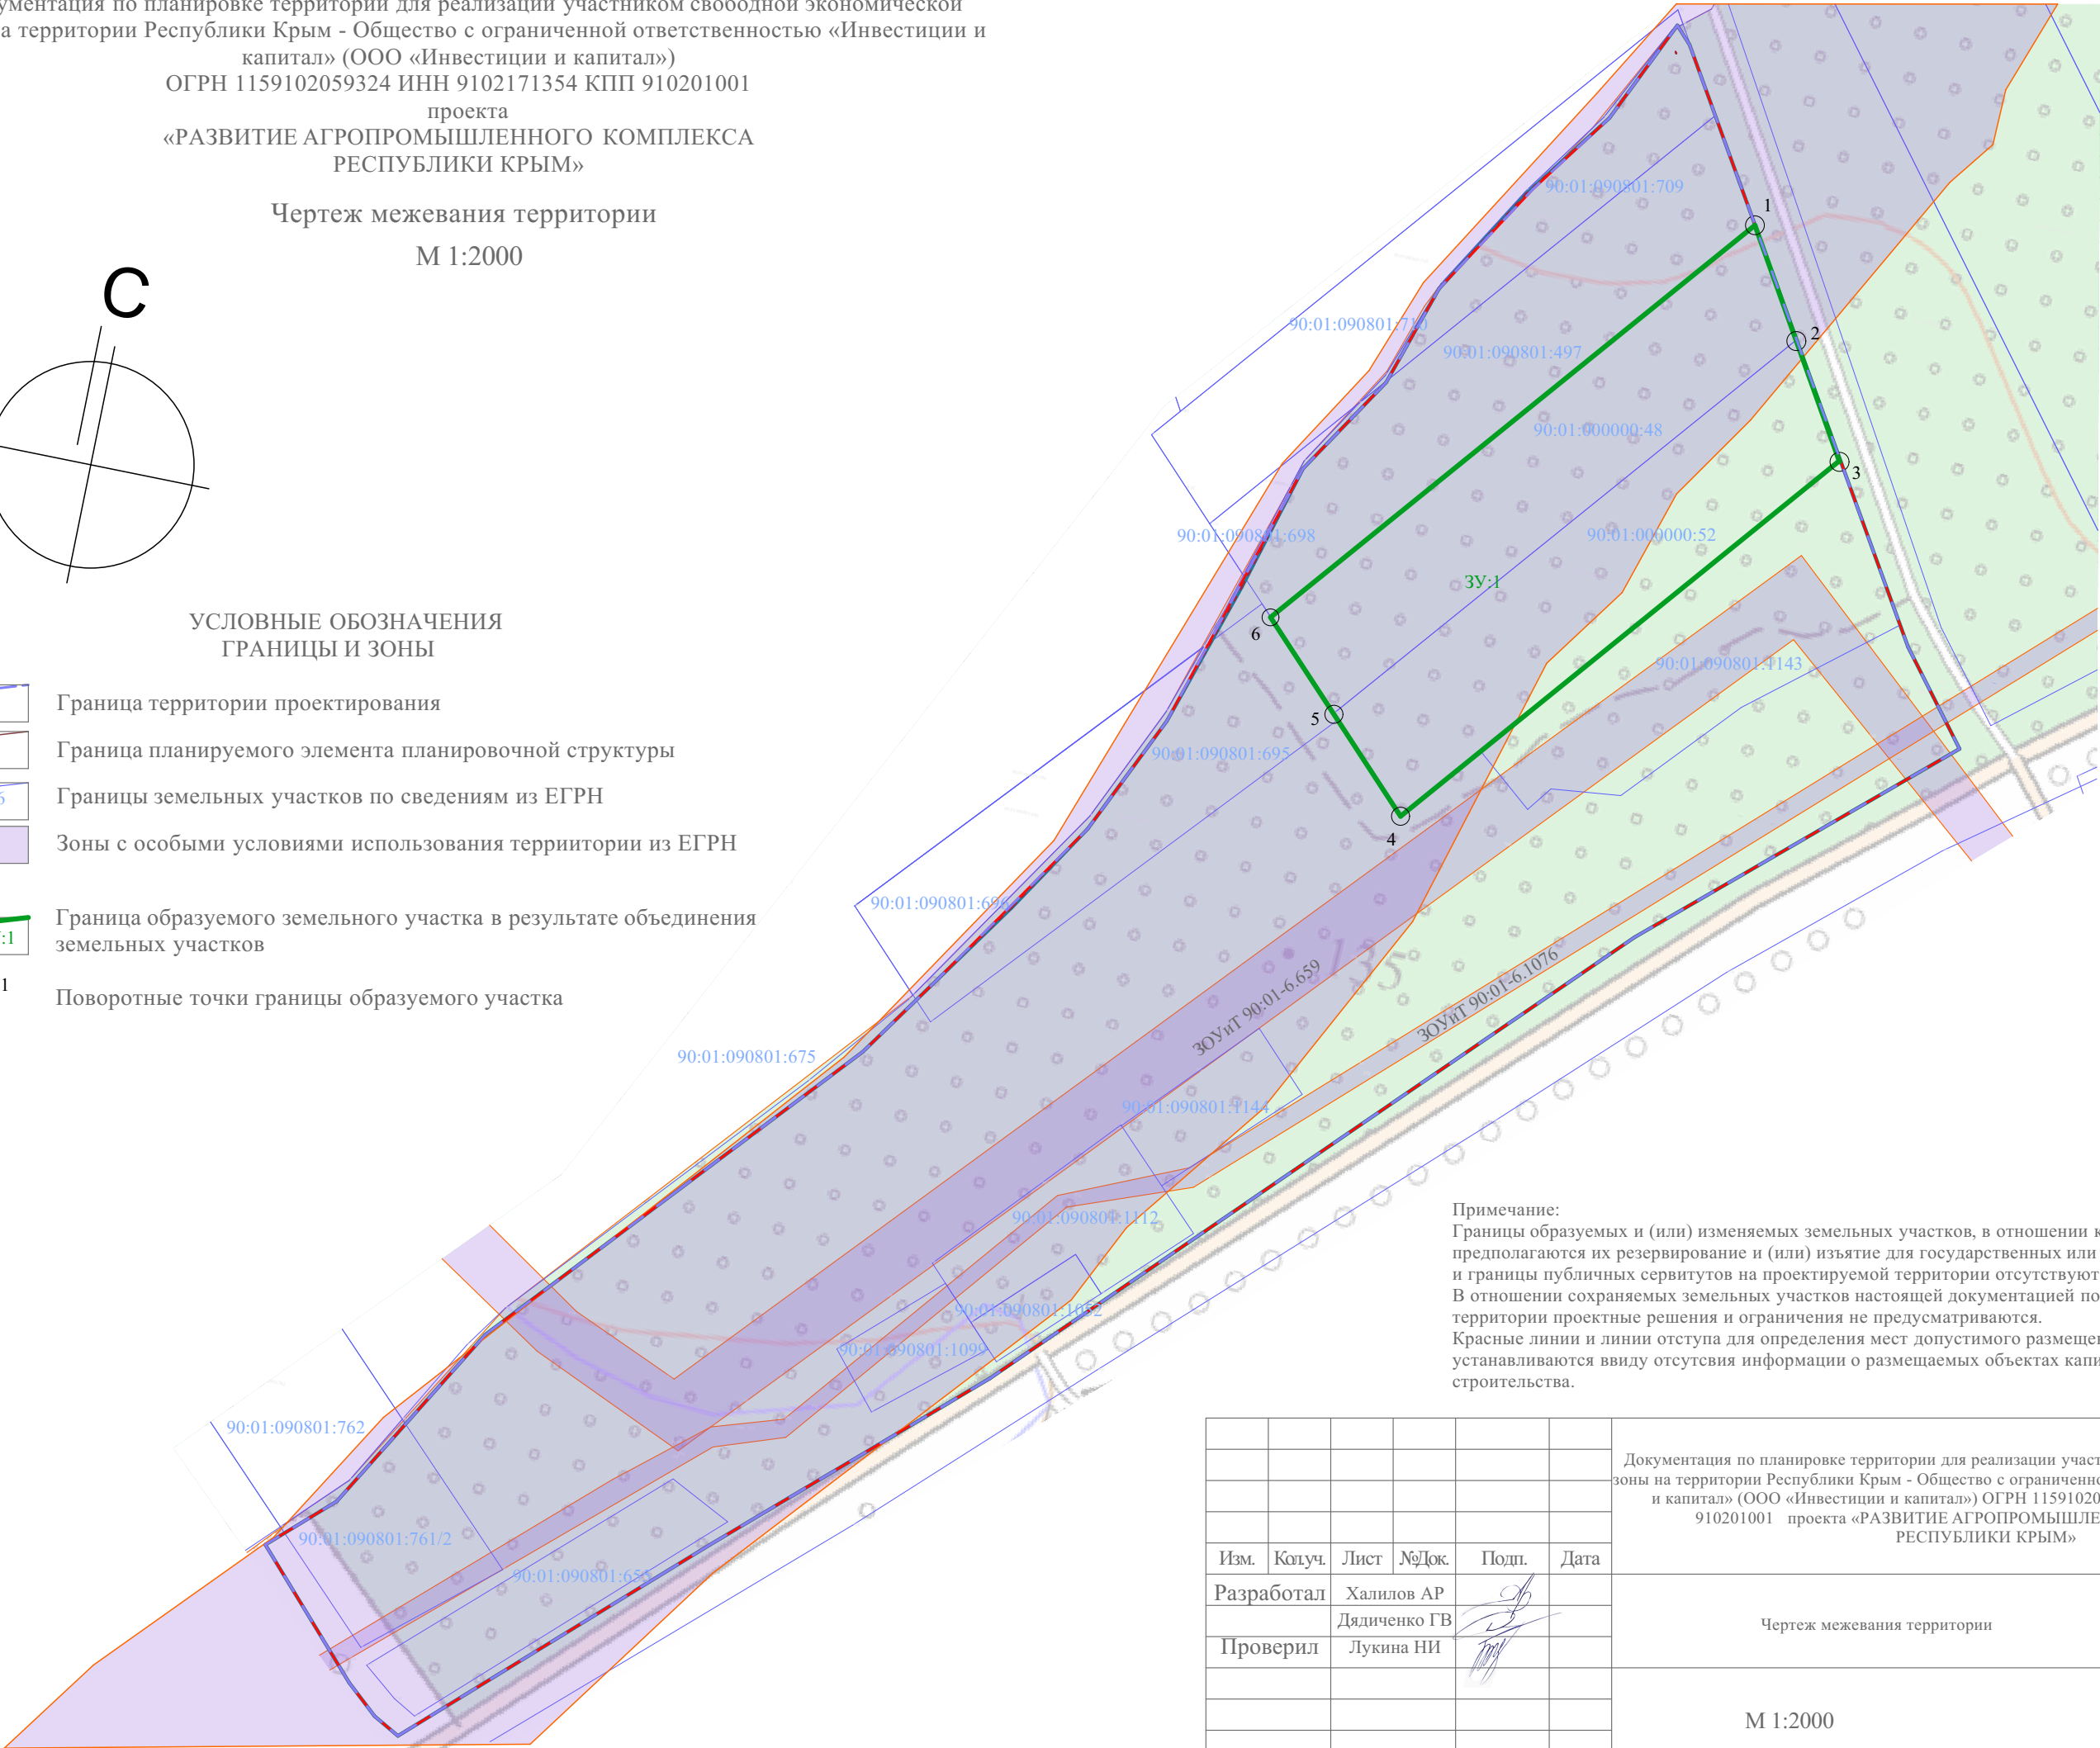 ументация по планировке территории для реализации участником свободной экономической
а территории Республики Крым - Общество с ограниченной ответственностью «Инвестиции и
капитал» (ООО «Инвестиции и капитал»)
ОГРН 1159102059324 ИНН 9102171354 КПП 910201001
проекта
«РАЗВИТИЕ АГРОПРОМЫШЛЕННОГО КОМПЛЕКСА
РЕСПУБЛИКИ КРЫМ»
Чертеж межевания территории
М 1:2000
С
УСЛОВНЫЕ ОБОЗНАЧЕНИЯ
ГРАНИЦЫ И ЗОНЫ
Граница территории проектирования
Граница планируемого элемента планировочной структуры
Границы земельных участков по сведениям из ЕГРН
Зоны с особыми условиями использования терриитории из ЕГРН
:1
Граница образуемого земельного участка в результате объединения
земельных участков
1
Поворотные точки границы образуемого участка
90:01:090801:709
1
90:01:090801:710
2
90:01:090801:497
90:01:000000:48
3
90:01:090801:698
90:01:000000:52
ЗУ:1
6
90:01:090801:1143
5
90:01:090801:695
4
90:01:090801:696
135
ЗОУиТ 90:01-6.659
ЗОУиТ 90:01-6.1076
90:01:090801:675
90:01:090801:1144
90:01:090801:1112
90:01:090801:1052
90:01:090801:1099
90:01:090801:762
90:01:090801:761/2
Примечание:
Границы образуемых и (или) изменяемых земельных участков, в отношении к
предполагаются их резервирование и (или) изъятие для государственных или
и границы публичных сервитутов на проектируемой территории отсутствуют
В отношении сохраняемых земельных участков настоящей документацией по
территории проектные решения и ограничения не предусматриваются.
Красные линии и линии отступа для определения мест допустимого размеще
устанавливаются ввиду отсутсвия информации о размещаемых объектах капи
строительства.
Документация по планировке территории для реализации участ
зоны на территории Республики Крым - Общество с ограниченно
и капитал» (ООО «Инвестиции и капитал») ОГРН 11591020
910201001 проекта «РАЗВИТИЕ АГРОПРОМЫШЛЕ
РЕСПУБЛИКИ КРЫМ»
Изм. Кол.уч. Лист №Док. Подп. Дата
Разработал Халилов АР
Дядиченко ГВ
Проверил Лукина НИ
Чертеж межевания территории
М 1:2000